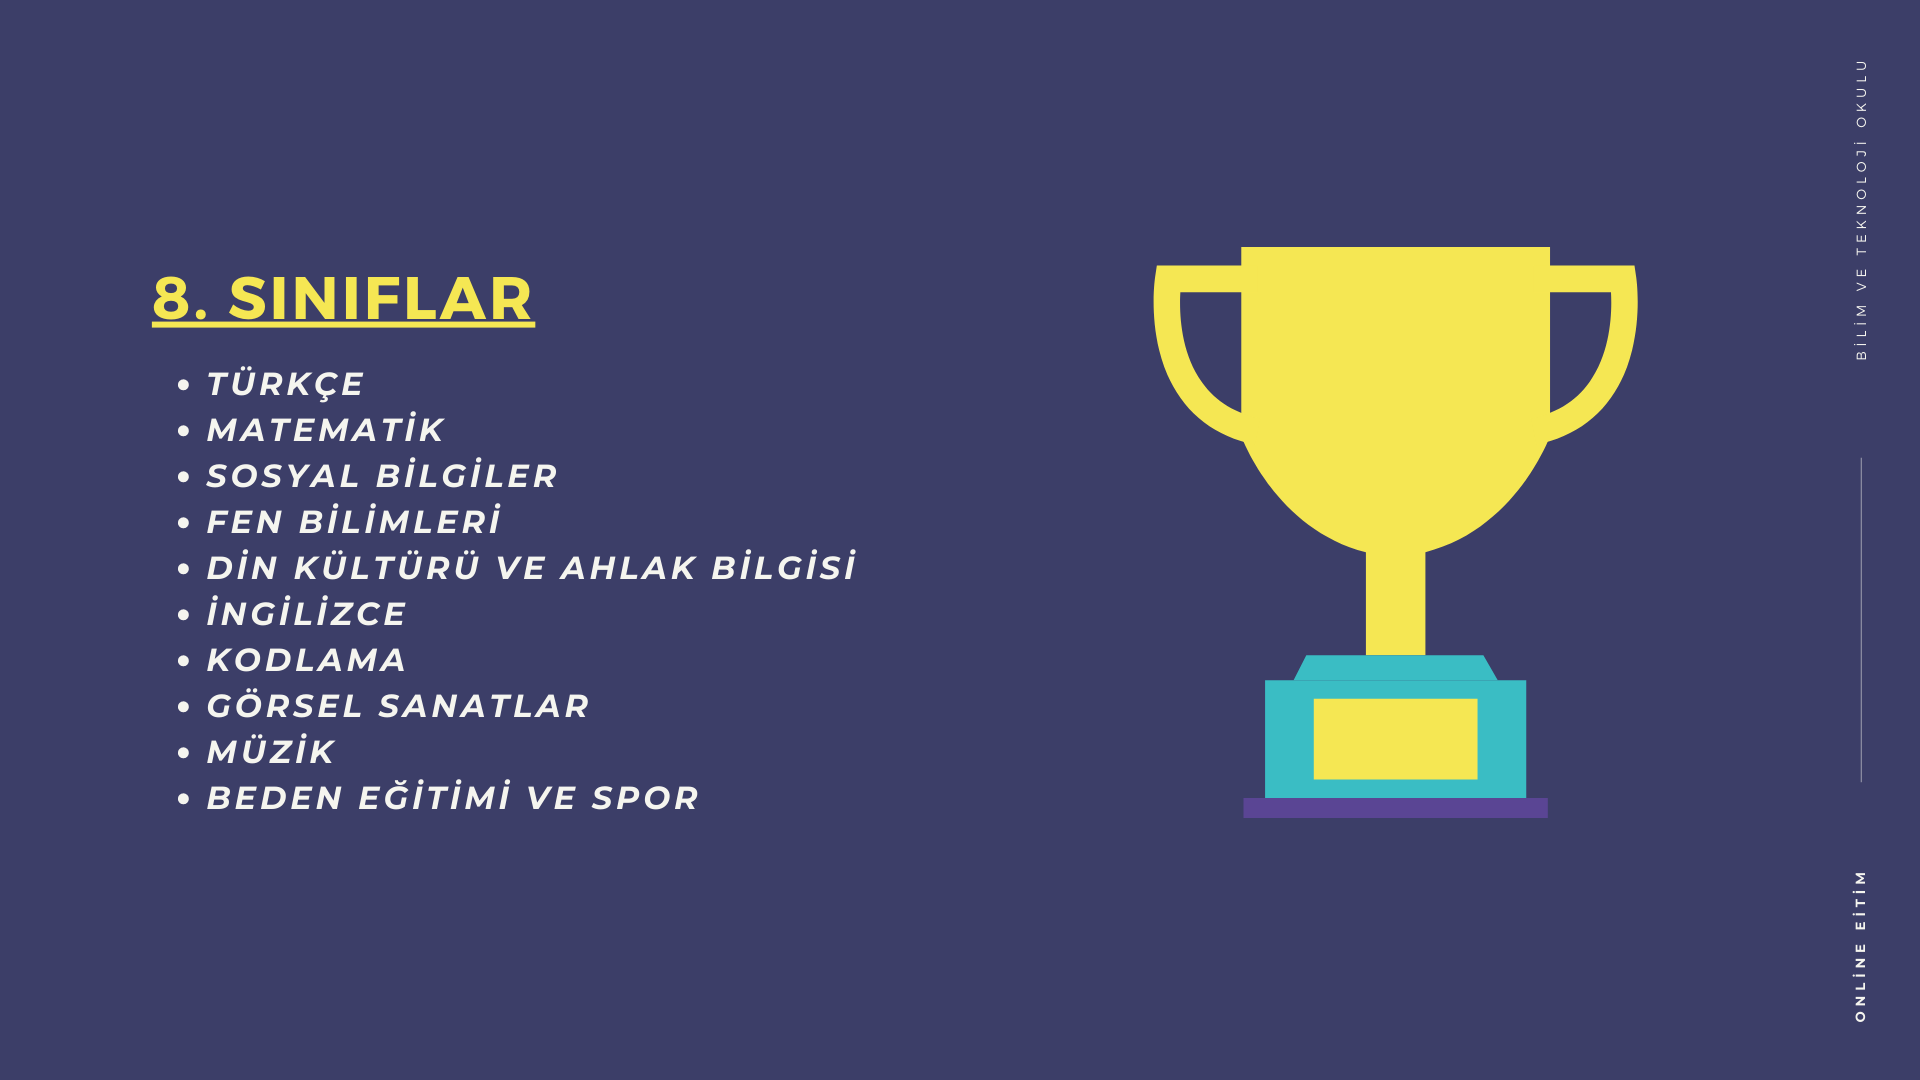 8. SINIFLAR
• TÜRKÇE
• MATEMATİK
• SOSYAL BİLGİLER
• FEN BİLİMLERİ
• DİN KÜLTÜRÜ VE AHLAK BİLGİSİ
• İNGİLİZCE
• KODLAMA
• GÖRSEL SANATLAR
• MÜZİK
• BEDEN EĞİTİMİ VE SPOR
BİLİM VE TEKNOLOJİ OKULU
ONLİNE EİTİM